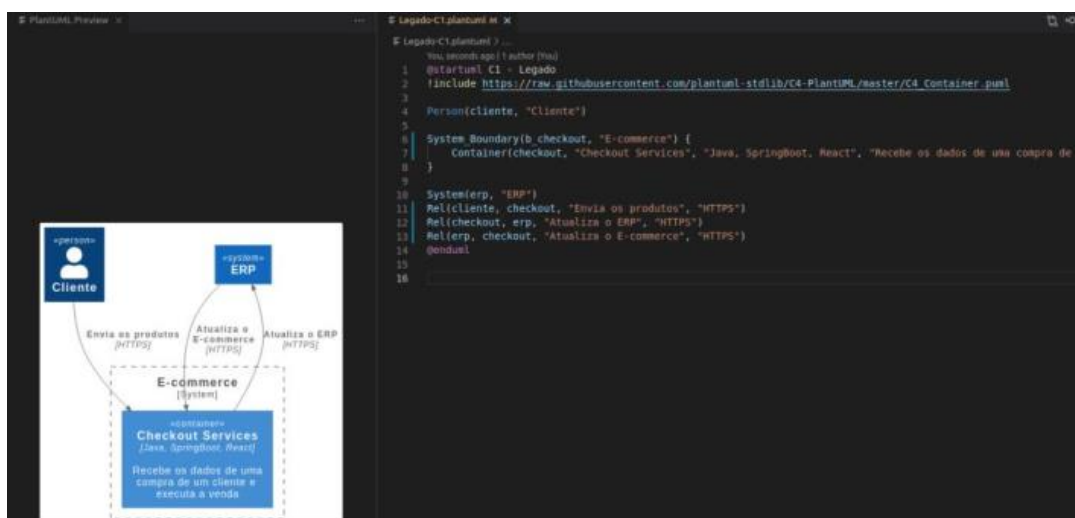 PlantUML Preview ×
Legado-C1.plantuml M ×
Legado-C1.plantuml > ...
You, seconds ago | 1 author (You)
1 @startuml C1 - Legado
2 !include https://raw.githubusercontent.com/plantuml-stdlib/C4-PlantUML/master/C4_Container.puml
3
4 Person(cliente, "Cliente")
5
6 System_Boundary(b_checkout, "E-commerce") {
7 Container(checkout, "Checkout Services", "Java, SpringBoot, React", "Recebe os dados de uma compra de
8 }
9
10 System(erp, "ERP")
11 Rel(cliente, checkout, "Envia os produtos", "HTTPS")
12 Rel(checkout, erp, "Atualiza o ERP", "HTTPS")
13 Rel(erp, checkout, "Atualiza o E-commerce", "HTTPS")
14 @enduml
15
16
«person»
Cliente
«system»
ERP
Envia os produtos
[HTTPS]
Atualiza o
E-commerce
[HTTPS]
Atualiza o ERP
[HTTPS]
E-commerce
[System]
«container»
Checkout Services
[Java, SpringBoot, React]
Recebe os dados de uma
compra de um cliente e
executa a venda